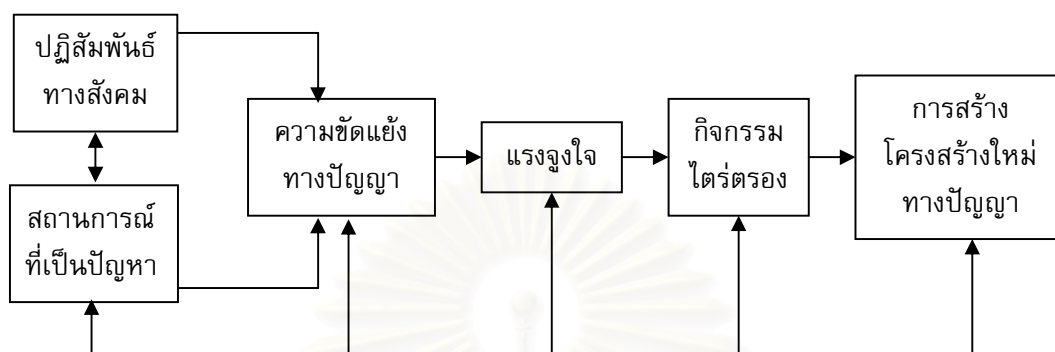 ปฏิสัมพันธ์
ทางสังคม
สถานการณ์
ที่เป็นปัญหา
ความขัดแย้ง
ทางปัญญา
แรงจูงใจ
กิจกรรม
ไตร่ตรอง
การสร้าง
โครงสร้างใหม่
ทางปัญญา